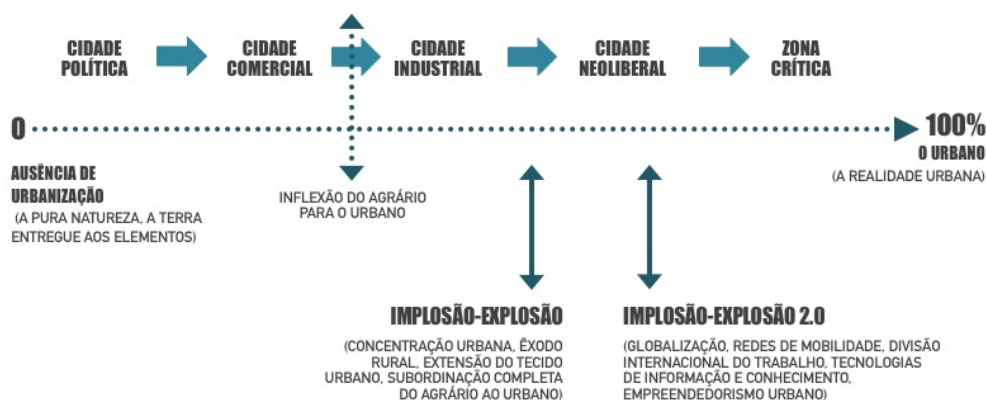 CIDADE
POLÍTICA
CIDADE
COMERCIAL
CIDADE
INDUSTRIAL
CIDADE
NEOLIBERAL
ZONA
CRÍTICA
0
100%
O URBANO
(A REALIDADE URBANA)
AUSÊNCIA DE
URBANIZAÇÃO
(A PURA NATUREZA, A TERRA
ENTREGUE AOS ELEMENTOS)
INFLEXÃO DO AGRÁRIO
PARA O URBANO
IMPLOSÃO-EXPLOSÃO
(CONCENTRAÇÃO URBANA, ÊXODO
RURAL, EXTENSÃO DO TECIDO
URBANO, SUBORDINAÇÃO COMPLETA
DO AGRÁRIO AO URBANO)
IMPLOSÃO-EXPLOSÃO 2.0
(GLOBALIZAÇÃO, REDES DE MOBILIDADE, DIVISÃO
INTERNACIONAL DO TRABALHO, TECNOLOGIAS
DE INFORMAÇÃO E CONHECIMENTO,
EMPREENDEDORISMO URBANO)